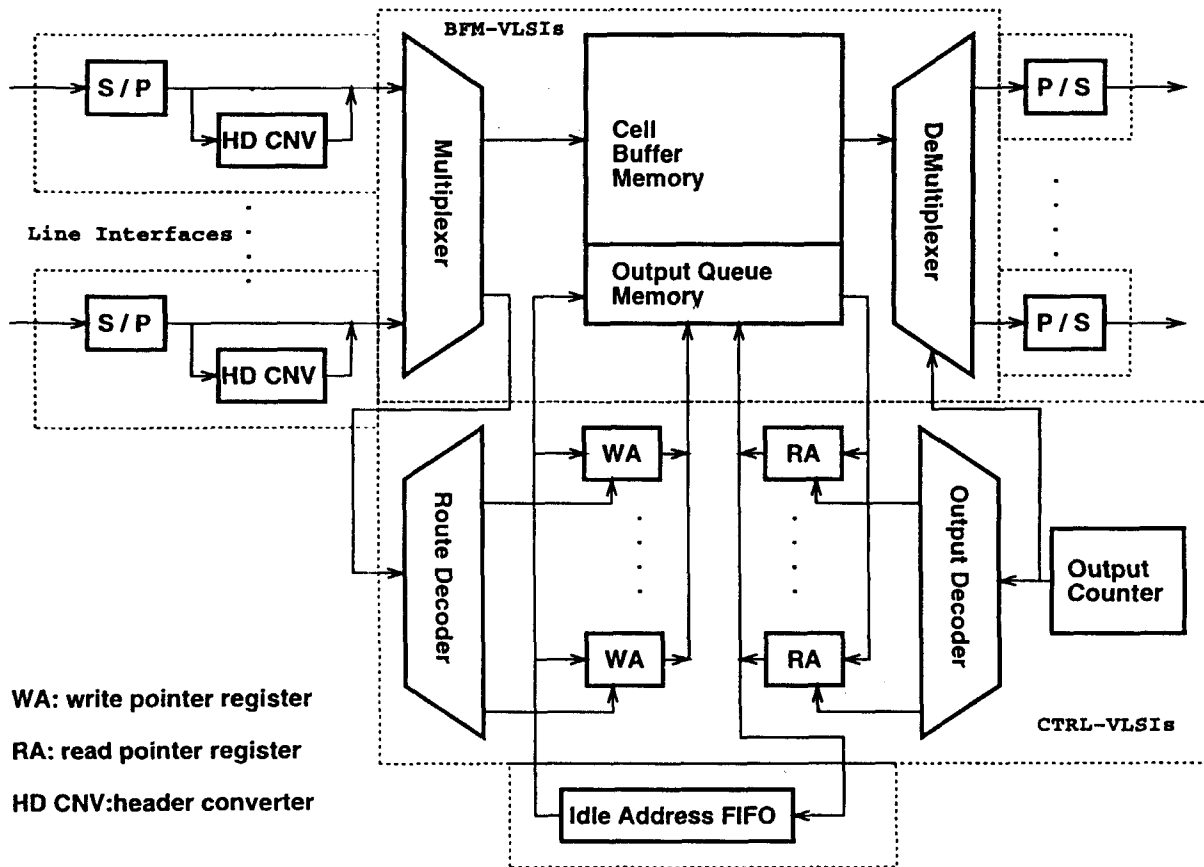 BFM-VLSIs
S / P
HD CNV
Multiplexer
Cell
Buffer
Memory
DeMultiplexer
P / S
Line Interfaces
Output Queue
Memory
S / P
HD CNV
P / S
WA
RA
Route Decoder
Output Decoder
Output
Counter
WA
RA
WA: write pointer register
RA: read pointer register
HD CNV:header converter
CTRL-VLSIs
Idle Address FIFO